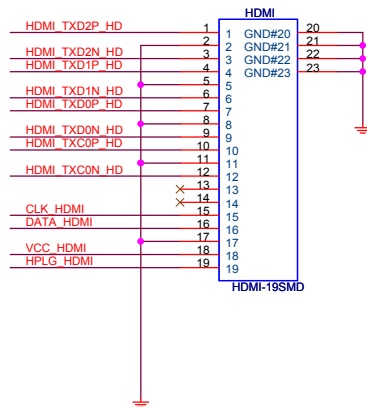 HDMI
HDMI_TXD2P_HD 1 1 GND#20 20
2 2 GND#21 21
HDMI_TXD2N_HD 3 3 GND#22 22
HDMI_TXD1P_HD 4 4 GND#23 23
5 5
HDMI_TXD1N_HD 6 6
HDMI_TXD0P_HD 7 7
8 8
HDMI_TXD0N_HD 9 9
HDMI_TXC0P_HD 10 10
11 11
HDMI_TXC0N_HD 12 12
13 13
14 14
CLK_HDMI 15 15
DATA_HDMI 16 16
17 17
VCC_HDMI 18 18
HPLG_HDMI 19 19
HDMI-19SMD